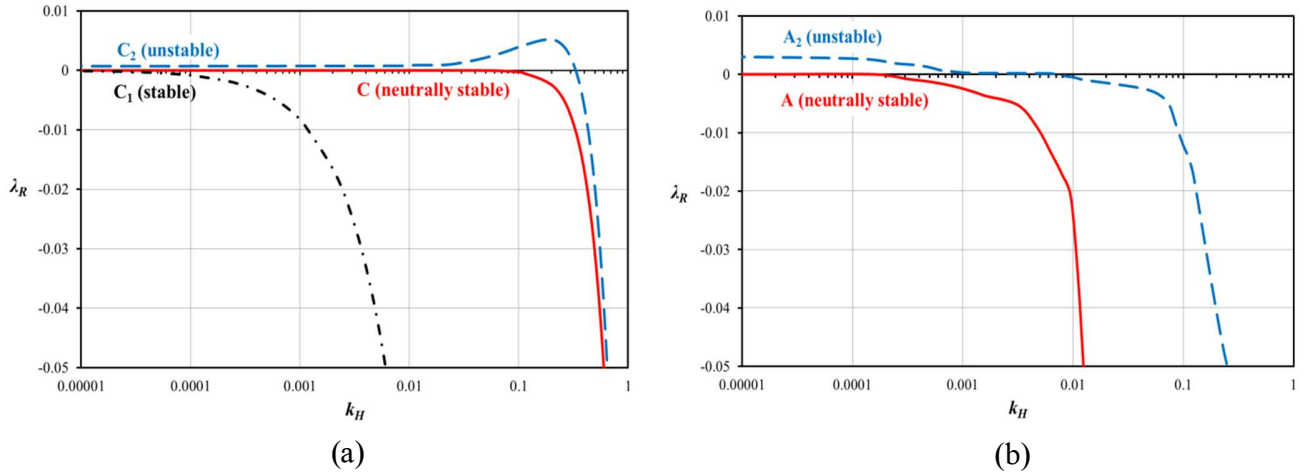 0.01
C₂ (unstable)
0
C₁ (stable)
C (neutrally stable)
-0.01
λR
-0.02
-0.03
-0.04
-0.05
0.00001 0.0001 0.001 0.01 0.1 1
kH
(a)
0.01
A₂ (unstable)
0
A (neutrally stable)
-0.01
λR
-0.02
-0.03
-0.04
-0.05
0.00001 0.0001 0.001 0.01 0.1 1
kH
(b)